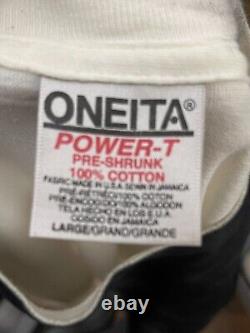 ONEITA®
POWER-T
PRE-SHRUNK
100% COTTON
FABRIC MADE IN U.S.A. SEWN IN JAMAICA
PRE-RETRECI/100% COTON
PRE-ENCOGIDO/100% ALGODON
TELA HECHO EN LOS E.U.A.
COSIDO EN JAMAICA
LARGE/GRAND/GRANDE
© ebay